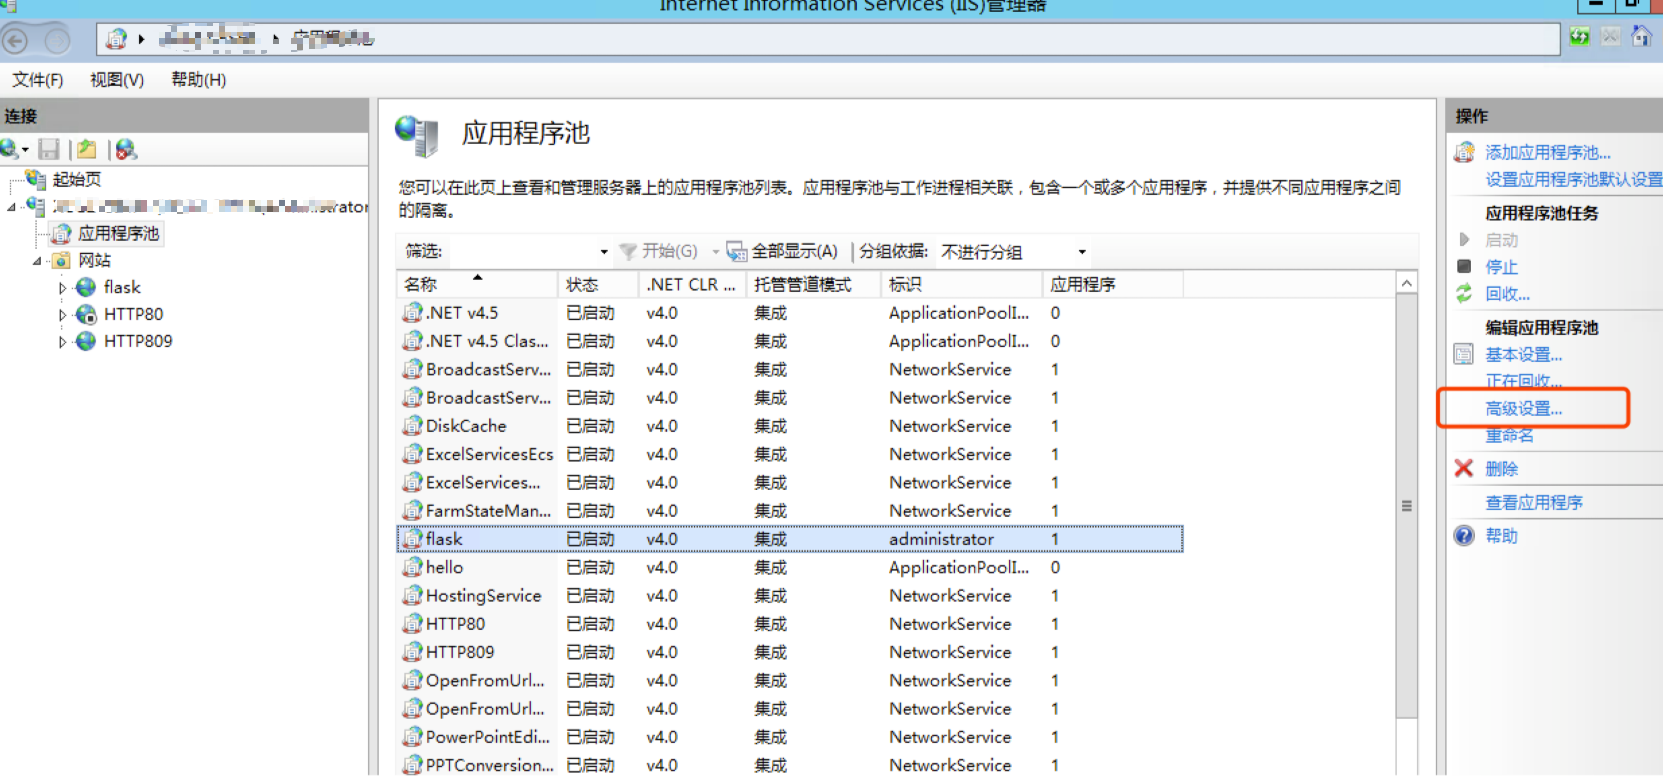 Internet Information Services (IIS)管理器
文件(F) 视图(V) 帮助(H)
连接
起始页
应用程序池
网站
flask
HTTP80
HTTP809
应用程序池
您可以在此页上查看和管理服务器上的应用程序池列表。应用程序池与工作进程相关联，包含一个或多个应用程序，并提供不同应用程序之间
的隔离。
筛选: 开始(G) 全部显示(A) 分组依据: 不进行分组
名称 状态 .NET CLR ... 托管管道模式 标识 应用程序
.NET v4.5 已启动 v4.0 集成 ApplicationPoolI... 0
.NET v4.5 Clas... 已启动 v4.0 集成 ApplicationPoolI... 0
BroadcastServ... 已启动 v4.0 集成 NetworkService 1
BroadcastServ... 已启动 v4.0 集成 NetworkService 1
DiskCache 已启动 v4.0 集成 NetworkService 1
ExcelServicesEcs 已启动 v4.0 集成 NetworkService 1
ExcelServices... 已启动 v4.0 集成 NetworkService 1
FarmStateMan... 已启动 v4.0 集成 NetworkService 1
flask 已启动 v4.0 集成 administrator 1
hello 已启动 v4.0 集成 ApplicationPoolI... 0
HostingService 已启动 v4.0 集成 NetworkService 1
HTTP80 已启动 v4.0 集成 NetworkService 1
HTTP809 已启动 v4.0 集成 NetworkService 1
OpenFromUrl... 已启动 v4.0 集成 NetworkService 1
OpenFromUrl... 已启动 v4.0 集成 NetworkService 1
PowerPointEdi... 已启动 v4.0 集成 NetworkService 1
PPTConversion... 已启动 v4.0 集成 NetworkService 1
操作
添加应用程序池...
设置应用程序池默认设置
应用程序池任务
启动
停止
回收...
编辑应用程序池
基本设置...
正在回收...
高级设置...
重命名
删除
查看应用程序
帮助